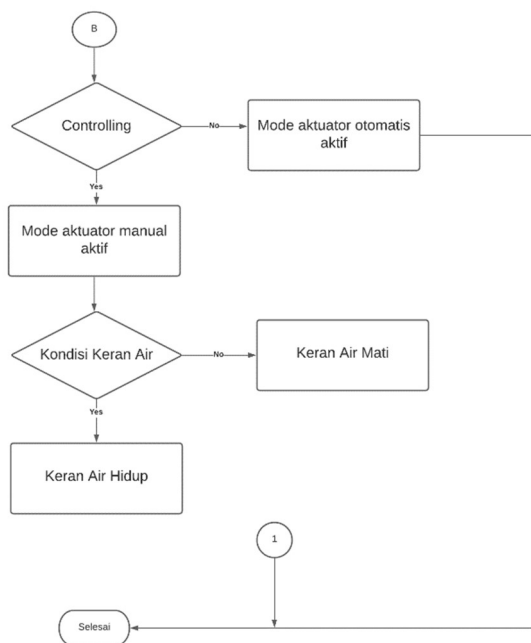 B
Controlling
No
Mode aktuator otomatis
aktif
Yes
Mode aktuator manual
aktif
Kondisi Keran Air
No
Keran Air Mati
Yes
Keran Air Hidup
1
Selesai